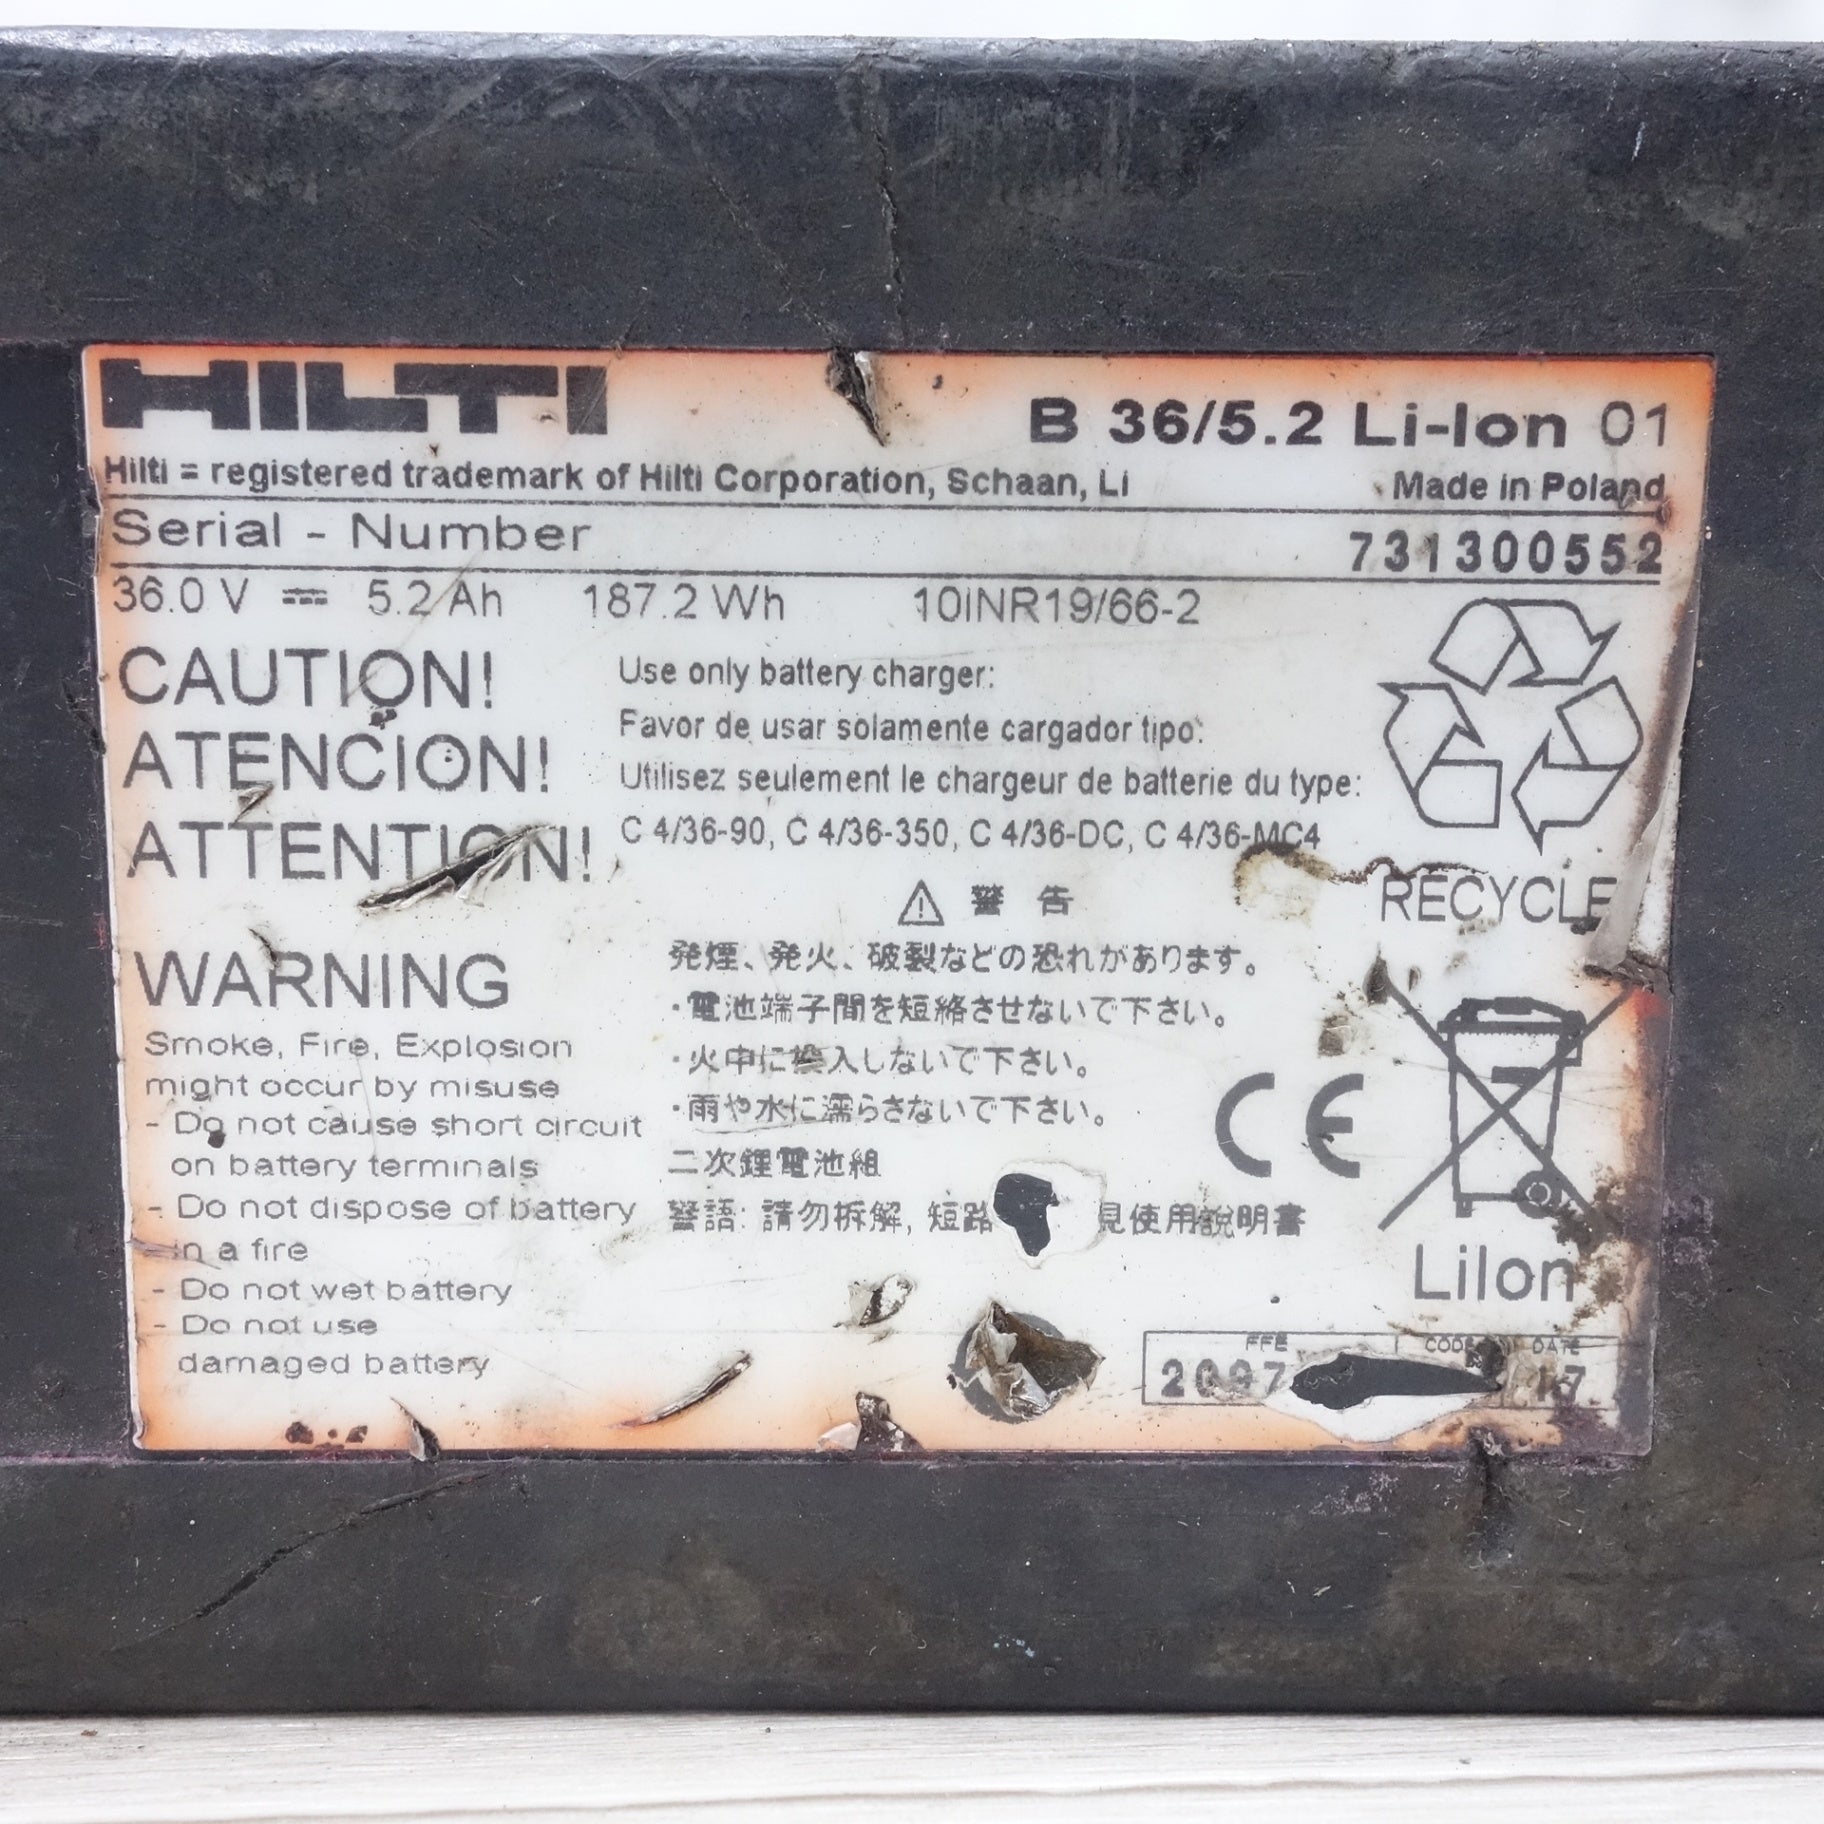 HILTI
B 36/5.2 Li-Ion 01
Hilti = registered trademark of Hilti Corporation, Schaan, Li
Made in Poland
Serial - Number 731300552
36.0 V 5.2 Ah 187.2 Wh 10INR19/66-2
CAUTION!
ATENCION!
ATTENTION!
Use only battery charger:
Favor de usar solamente cargador tipo:
Utilisez seulement le chargeur de batterie du type:
C 4/36-90, C 4/36-350, C 4/36-DC, C 4/36-MC4
RECYCLE
WARNING
Smoke, Fire, Explosion
might occur by misuse
- Do not cause short circuit
on battery terminals
- Do not dispose of battery
in a fire
- Do not wet battery
- Do not use
damaged battery
⚠ 警告
発煙、発火、破裂などの恐れがあります。
・電池端子間を短絡させないで下さい。
・火中に投入しないで下さい。
・雨や水に濡らさないで下さい。
二次鋰電池組
警語: 請勿拆解, 短路 見使用說明書
CE
LiIon
FFE CODE DATE
17